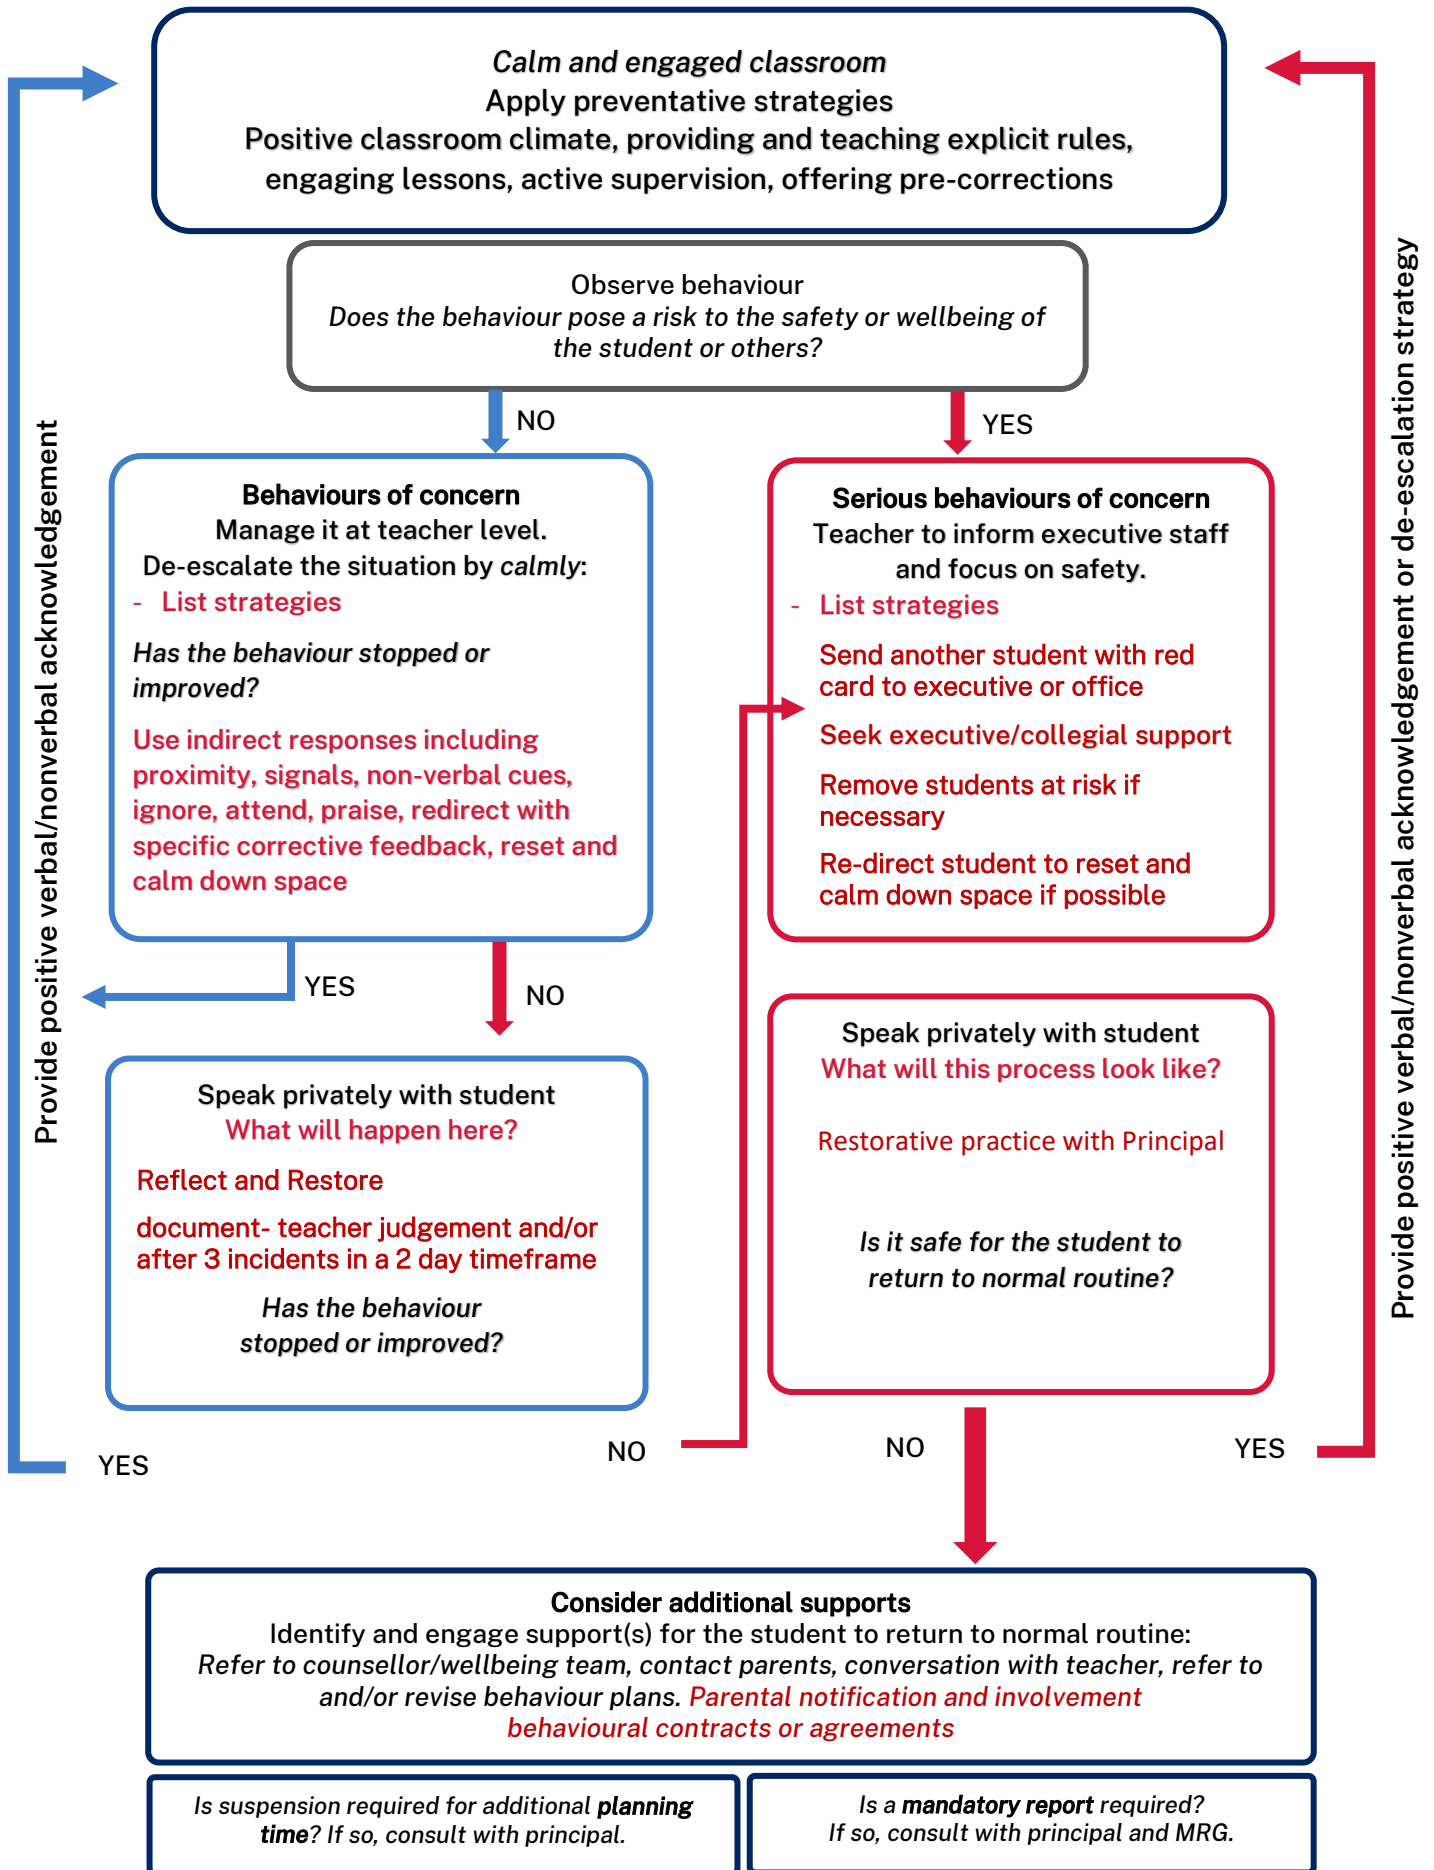 Calm and engaged classroom
Apply preventative strategies
Positive classroom climate, providing and teaching explicit rules,
engaging lessons, active supervision, offering pre-corrections
Observe behaviour
Does the behaviour pose a risk to the safety or wellbeing of
the student or others?
NO
YES
Behaviours of concern
Manage it at teacher level.
De-escalate the situation by calmly:
- List strategies
Has the behaviour stopped or
improved?
Use indirect responses including
proximity, signals, non-verbal cues,
ignore, attend, praise, redirect with
specific corrective feedback, reset and
calm down space
Serious behaviours of concern
Teacher to inform executive staff
and focus on safety.
- List strategies
Send another student with red
card to executive or office
Seek executive/collegial support
Remove students at risk if
necessary
Re-direct student to reset and
calm down space if possible
YES
NO
Speak privately with student
What will happen here?
Reflect and Restore
document- teacher judgement and/or
after 3 incidents in a 2 day timeframe
Has the behaviour
stopped or improved?
Speak privately with student
What will this process look like?
Restorative practice with Principal
Is it safe for the student to
return to normal routine?
YES
NO
NO
YES
Provide positive verbal/nonverbal acknowledgement
Provide positive verbal/nonverbal acknowledgement or de-escalation strategy
Consider additional supports
Identify and engage support(s) for the student to return to normal routine:
Refer to counsellor/wellbeing team, contact parents, conversation with teacher, refer to
and/or revise behaviour plans. Parental notification and involvement
behavioural contracts or agreements
Is suspension required for additional planning
time? If so, consult with principal.
Is a mandatory report required?
If so, consult with principal and MRG.